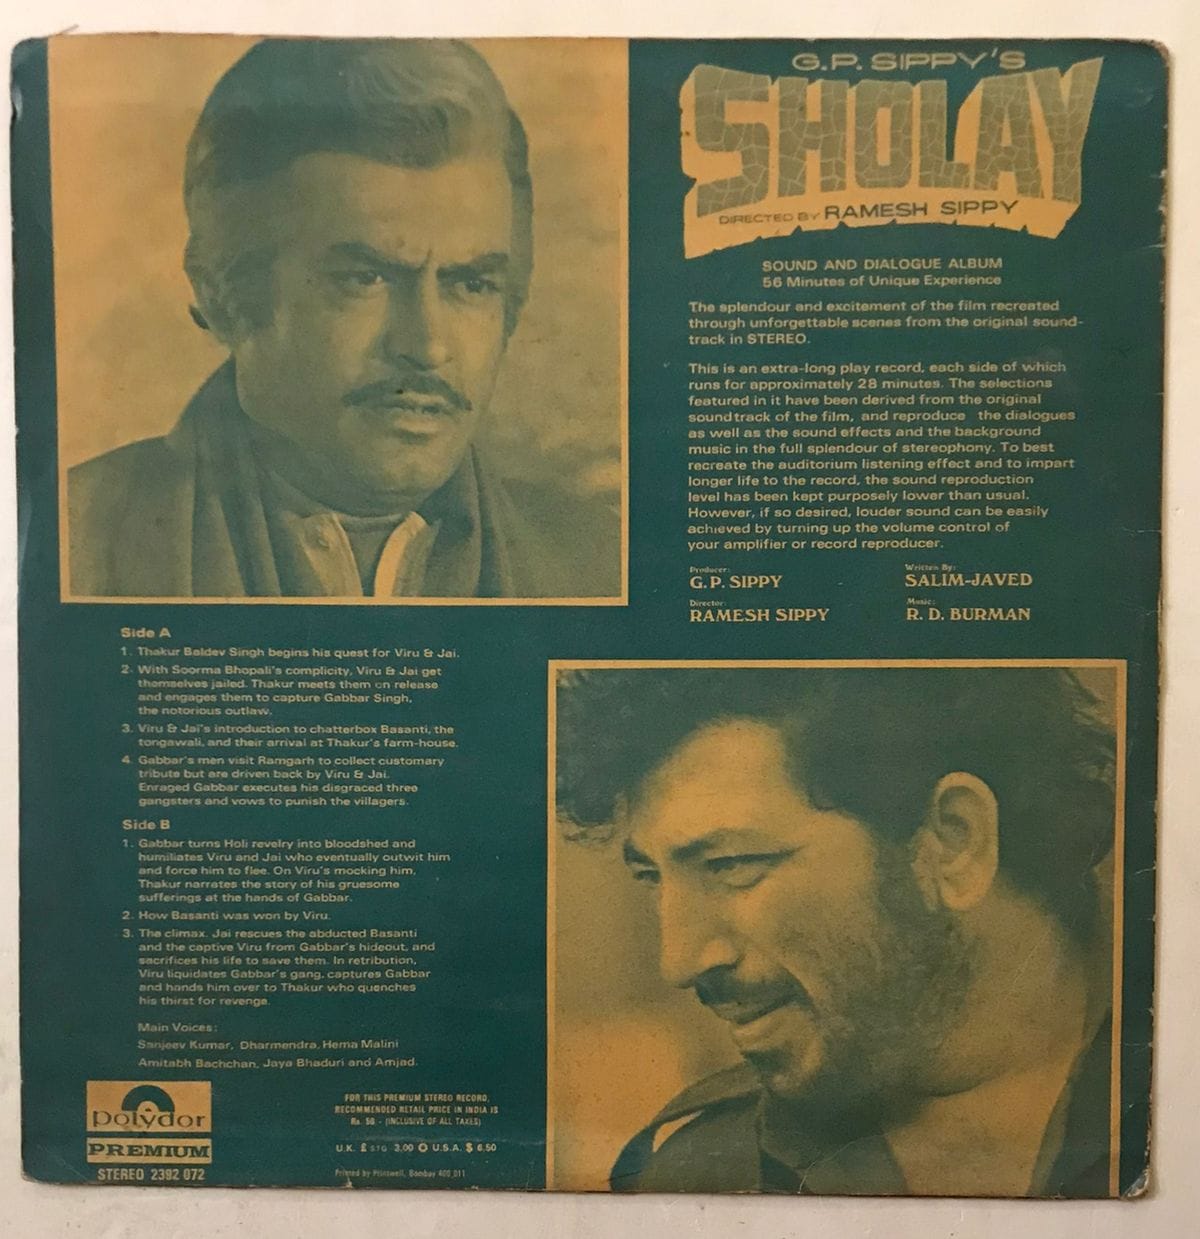 G.P. SIPPY'S
SHOLAY
DIRECTED BY RAMESH SIPPY
SOUND AND DIALOGUE ALBUM
56 Minutes of Unique Experience
The splendour and excitement of the film recreated
through unforgettable scenes from the original sound-
track in STEREO.
This is an extra-long play record, each side of which
runs for approximately 28 minutes. The selections
featured in it have been derived from the original
soundtrack of the film, and reproduce the dialogues
as well as the sound effects and the background
music in the full splendour of stereophony. To best
recreate the auditorium listening effect and to impart
longer life to the record, the sound reproduction
level has been kept purposely lower than usual.
However, if so desired, louder sound can be easily
achieved by turning up the volume control of
your amplifier or record reproducer.
Producer:
G. P. SIPPY
Written By:
SALIM-JAVED
Director:
RAMESH SIPPY
Music:
R. D. BURMAN
Side A
1. Thakur Baldev Singh begins his quest for Viru & Jai.
2. With Soorma Bhopali's complicity, Viru & Jai get
themselves jailed. Thakur meets them on release
and engages them to capture Gabbar Singh,
the notorious outlaw.
3. Viru & Jai's introduction to chatterbox Basanti, the
tongawali, and their arrival at Thakur's farm-house.
4. Gabbar's men visit Ramgarh to collect customary
tribute but are driven back by Viru & Jai.
Enraged Gabbar executes his disgraced three
gangsters and vows to punish the villagers.
Side B
1. Gabbar turns Holi revelry into bloodshed and
humiliates Viru and Jai who eventually outwit him
and force him to flee. On Viru's mocking him,
Thakur narrates the story of his gruesome
sufferings at the hands of Gabbar.
2. How Basanti was won by Viru.
3. The climax. Jai rescues the abducted Basanti
and the captive Viru from Gabbar's hideout, and
sacrifices his life to save them. In retribution,
Viru liquidates Gabbar's gang, captures Gabbar
and hands him over to Thakur who quenches
his thirst for revenge.
Main Voices:
Sanjeev Kumar, Dharmendra, Hema Malini
Amitabh Bachchan, Jaya Bhaduri and Amjad.
polydor
PREMIUM
STEREO 2392 072
FOR THIS PREMIUM STEREO RECORD,
RECOMMENDED RETAIL PRICE IN INDIA IS
Rs. 56 - (INCLUSIVE OF ALL TAXES)
U.K. £ STG 3.00 O U.S.A. $ 6.50
Printed by Printwell, Bombay 400 011